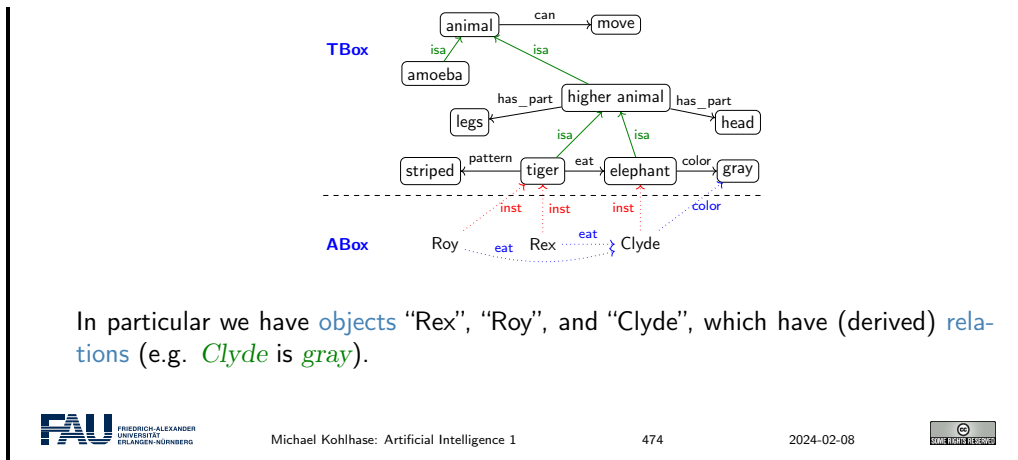 animal can move
TBox
isa isa
amoeba
higher animal
has_part has_part
legs head
isa isa
striped pattern tiger eat elephant color gray
inst inst inst color
ABox Roy eat Rex eat Clyde
In particular we have objects “Rex”, “Roy”, and “Clyde”, which have (derived) rela-
tions (e.g. Clyde is gray).
FAU FRIEDRICH-ALEXANDER
UNIVERSITÄT
ERLANGEN-NÜRNBERG
Michael Kohlhase: Artificial Intelligence 1 474 2024-02-08
cc
SOME RIGHTS RESERVED